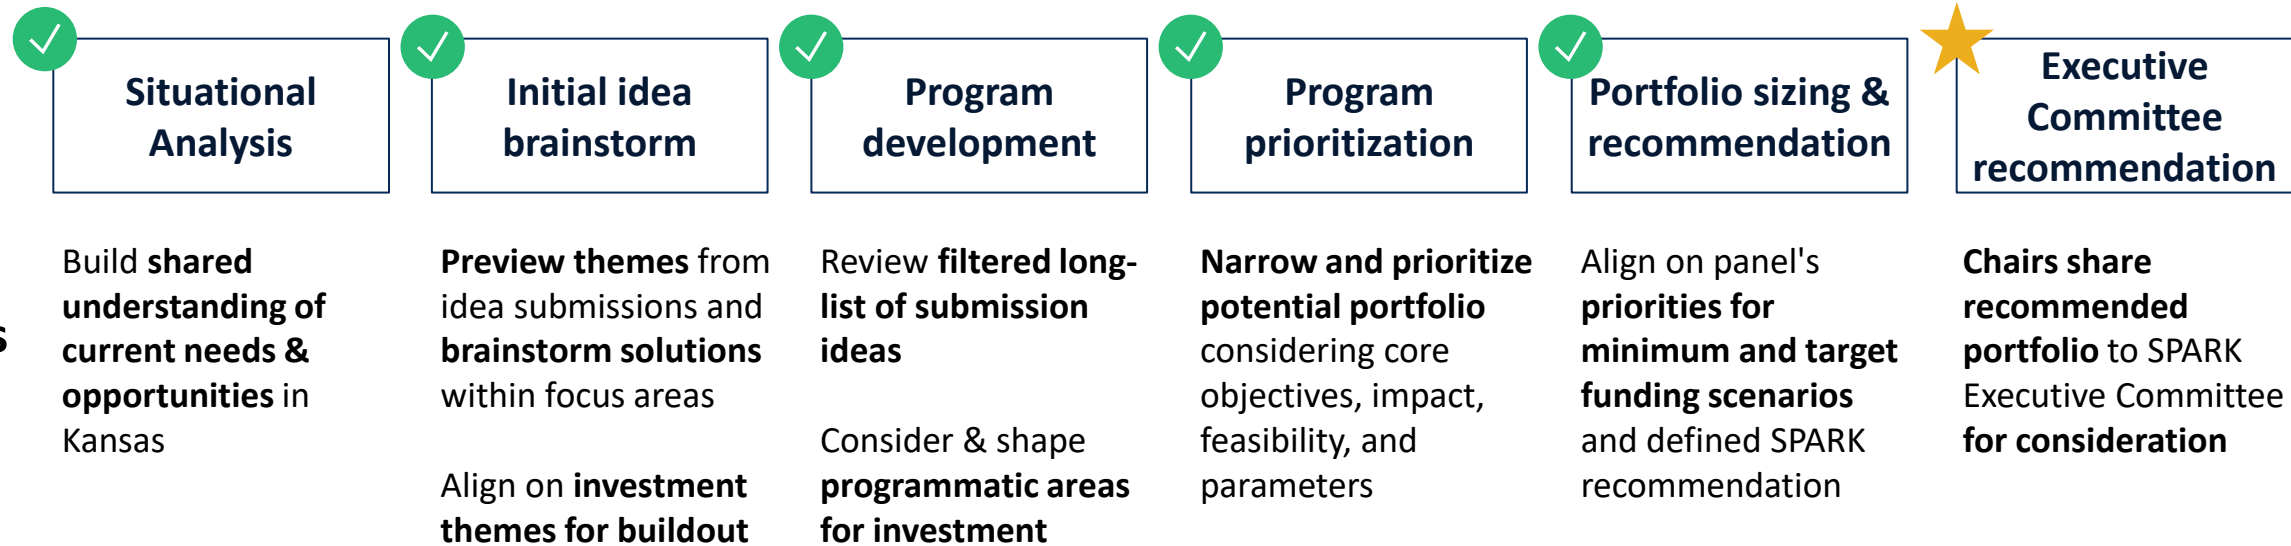 Situational
Analysis
Initial idea
brainstorm
Program
development
Program
prioritization
Portfolio sizing &
recommendation
Executive
Committee
recommendation
s
Build shared
understanding of
current needs &
opportunities in
Kansas
Preview themes from
idea submissions and
brainstorm solutions
within focus areas
Align on investment
themes for buildout
Review filtered long-
list of submission
ideas
Consider & shape
programmatic areas
for investment
Narrow and prioritize
potential portfolio
considering core
objectives, impact,
feasibility, and
parameters
Align on panel's
priorities for
minimum and target
funding scenarios
and defined SPARK
recommendation
Chairs share
recommended
portfolio to SPARK
Executive Committee
for consideration